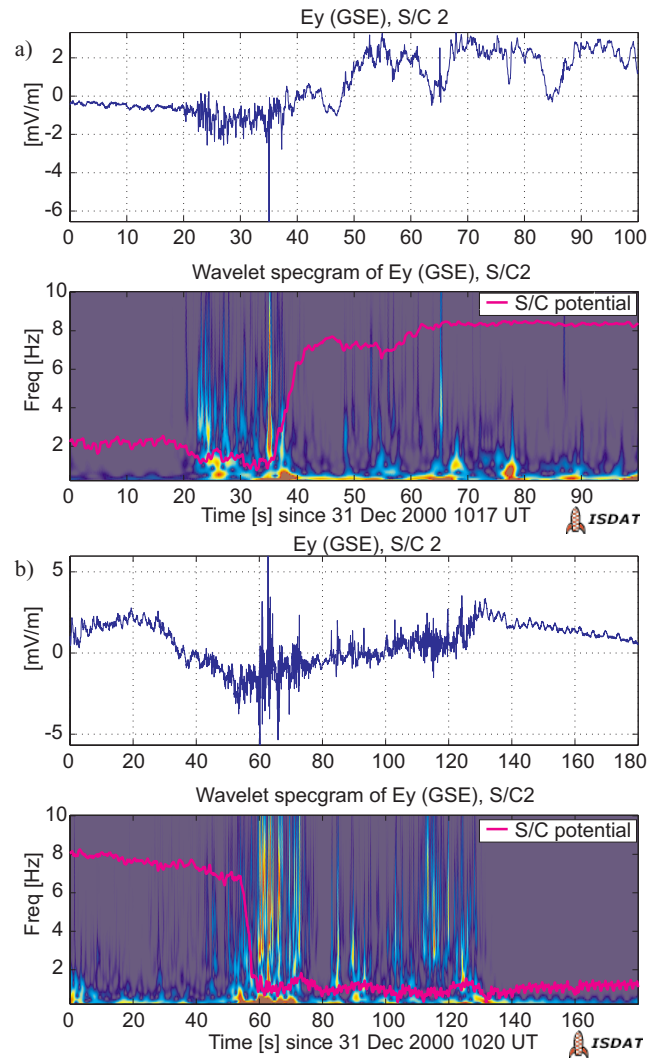 Ey (GSE), S/C 2
a)
2
0
-2
-4
-6
[mV/m]
0 10 20 30 40 50 60 70 80 90 100
Wavelet specgram of Ey (GSE), S/C2
S/C potential
10
8
6
4
2
Freq [Hz]
0 10 20 30 40 50 60 70 80 90
Time [s] since 31 Dec 2000 1017 UT
ISDAT
Ey (GSE), S/C 2
b)
5
0
-5
[mV/m]
0 20 40 60 80 100 120 140 160 180
Wavelet specgram of Ey (GSE), S/C2
S/C potential
10
8
6
4
2
Freq [Hz]
0 20 40 60 80 100 120 140 160
Time [s] since 31 Dec 2000 1020 UT
ISDAT